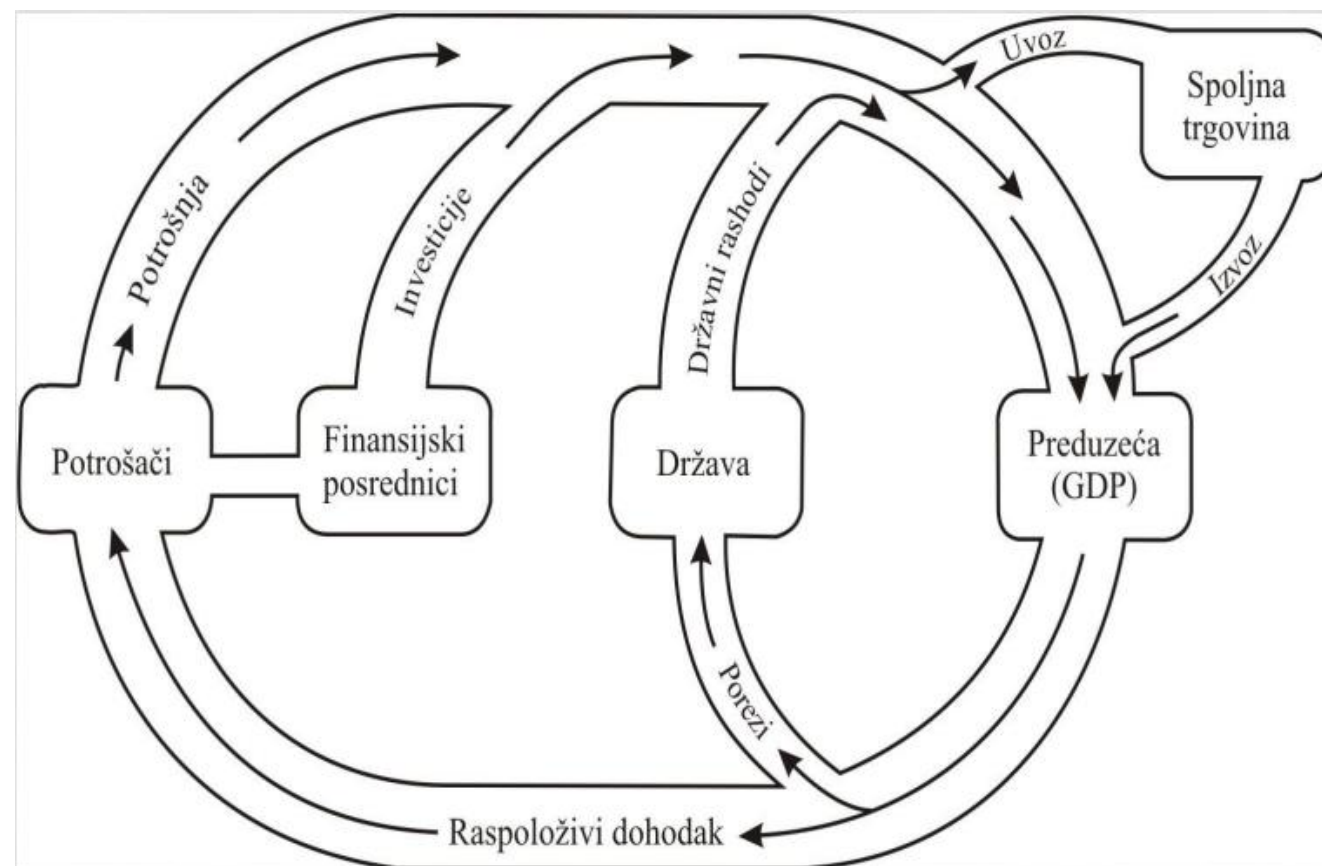 Uvoz
Spoljna
trgovina
Potrošnja
Investicije
Državni rashodi
Izvoz
Potrošači
Finansijski
posrednici
Država
Preduzeća
(GDP)
Porezi
Raspoloživi dohodak